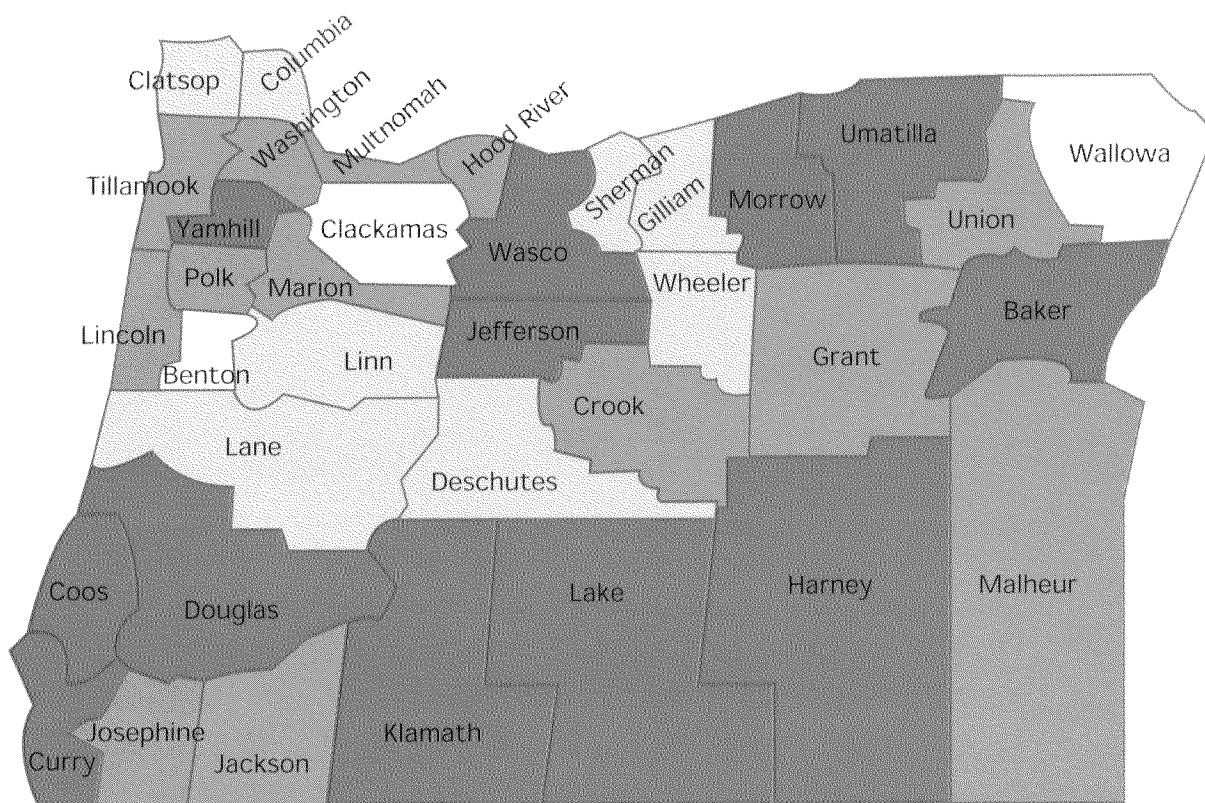 Columbia
Clatsop
Washington
Multnomah
Hood River
Umatilla
Wallowa
Tillamook
Sherman
Gilliam
Morrow
Union
Yamhill
Clackamas
Wasco
Polk
Marion
Wheeler
Baker
Lincoln
Jefferson
Grant
Benton
Linn
Crook
Lane
Deschutes
Coos
Douglas
Lake
Harney
Malheur
Josephine
Klamath
Curry
Jackson